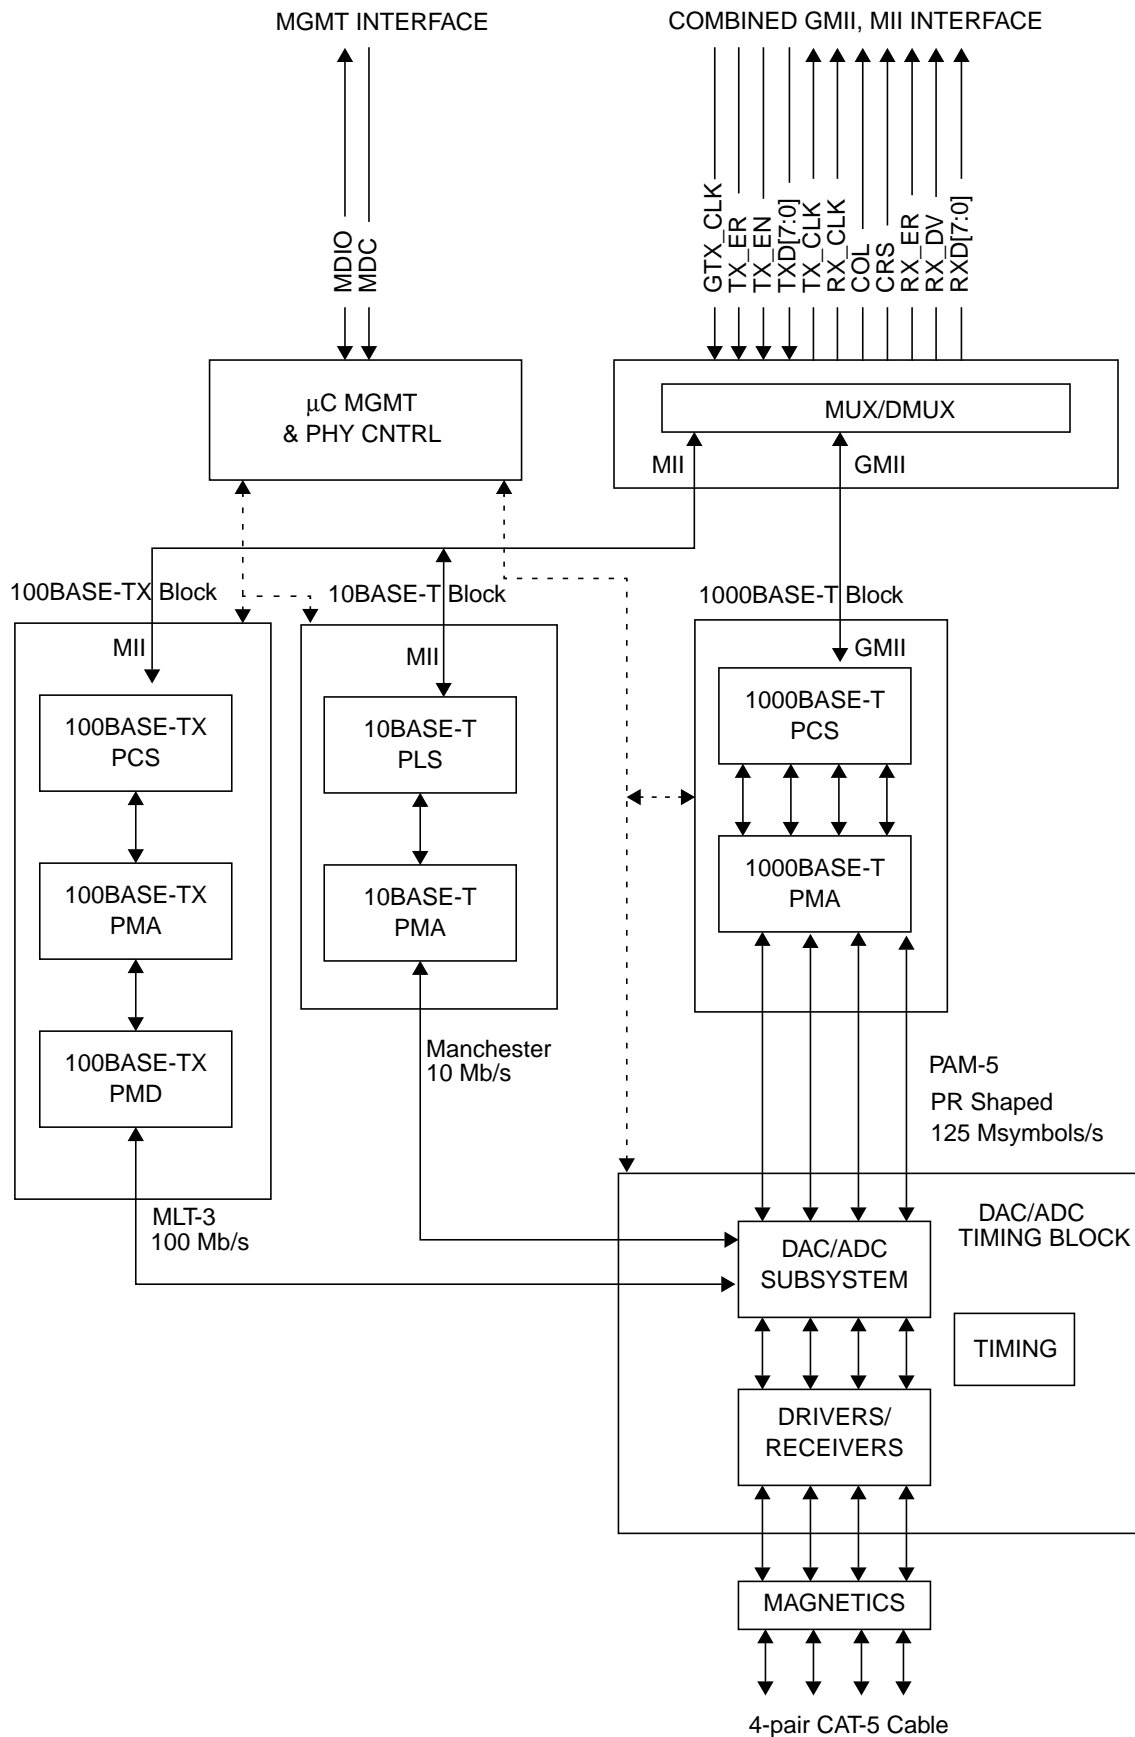 MGMT INTERFACE
COMBINED GMII, MII INTERFACE
MDIO
MDC
GTX_CLK
TX_ER
TX_EN
TXD[7:0]
TX_CLK
RX_CLK
COL
CRS
RX_ER
RX_DV
RXD[7:0]
µC MGMT
& PHY CNTRL
MUX/DMUX
MII
GMII
100BASE-TX Block
10BASE-T Block
1000BASE-T Block
MII
MII
GMII
100BASE-TX
PCS
10BASE-T
PLS
1000BASE-T
PCS
100BASE-TX
PMA
10BASE-T
PMA
1000BASE-T
PMA
100BASE-TX
PMD
Manchester
10 Mb/s
PAM-5
PR Shaped
125 Msymbols/s
MLT-3
100 Mb/s
DAC/ADC
SUBSYSTEM
DAC/ADC
TIMING BLOCK
TIMING
DRIVERS/
RECEIVERS
MAGNETICS
4-pair CAT-5 Cable